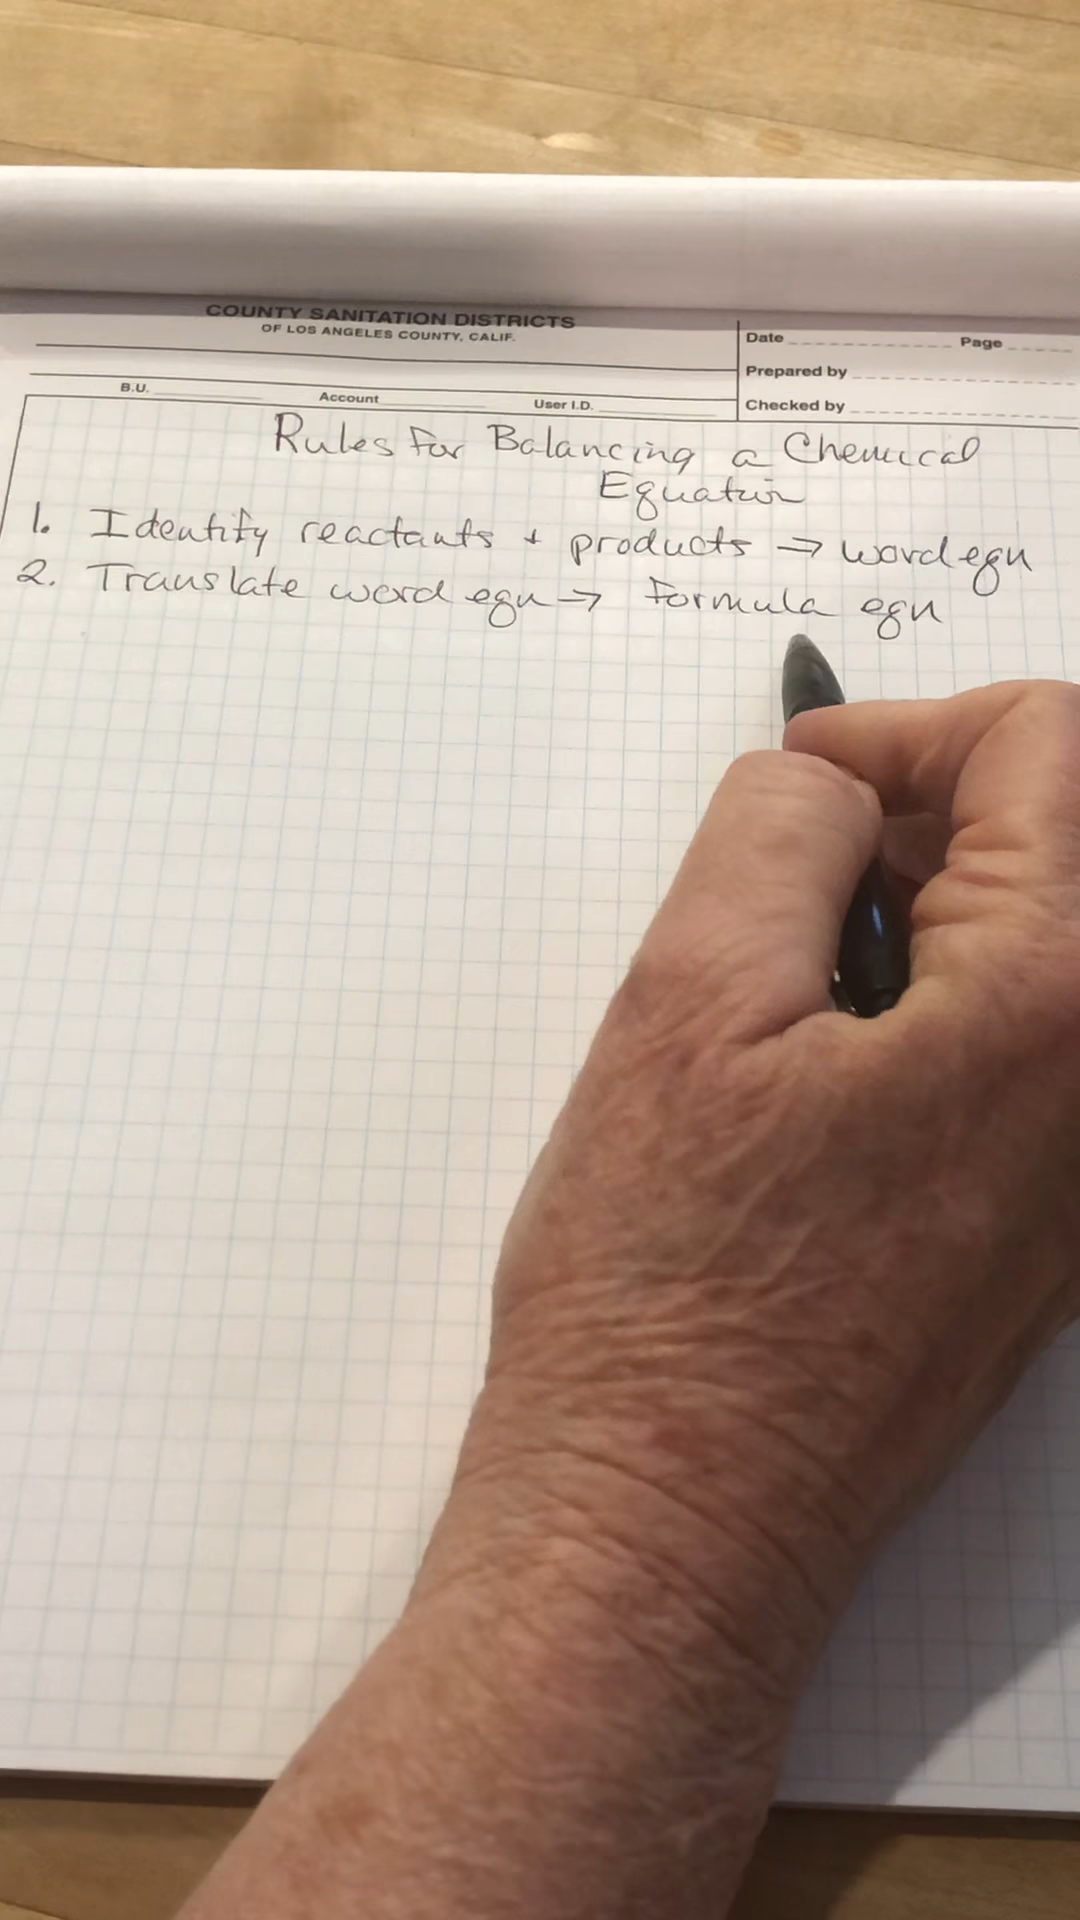 COUNTY SANITATION DISTRICTS
OF LOS ANGELES COUNTY, CALIF.
Date Page
Prepared by
B.U. Account User I.D. Checked by
Rules for Balancing a Chemical
Equation
1. Identify reactants + products → word eqn
2. Translate word eqn → Formula eqn